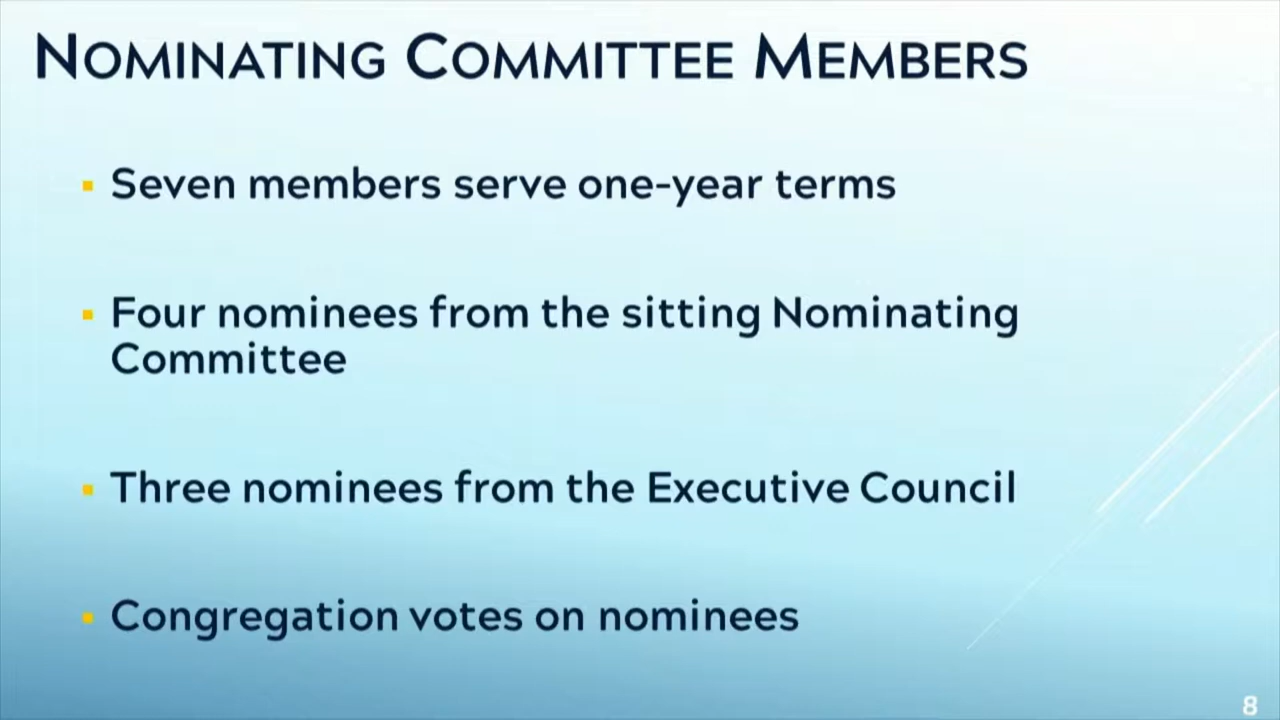 NOMINATING COMMITTEE MEMBERS
Seven members serve one-year terms
Four nominees from the sitting Nominating
Committee
Three nominees from the Executive Council
Congregation votes on nominees
8